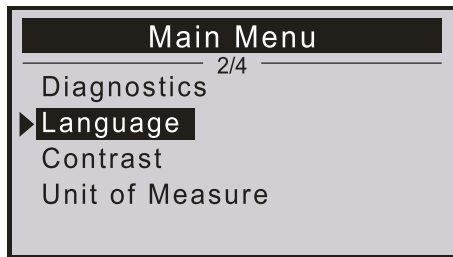 Main Menu
2/4
Diagnostics
Language
Contrast
Unit of Measure